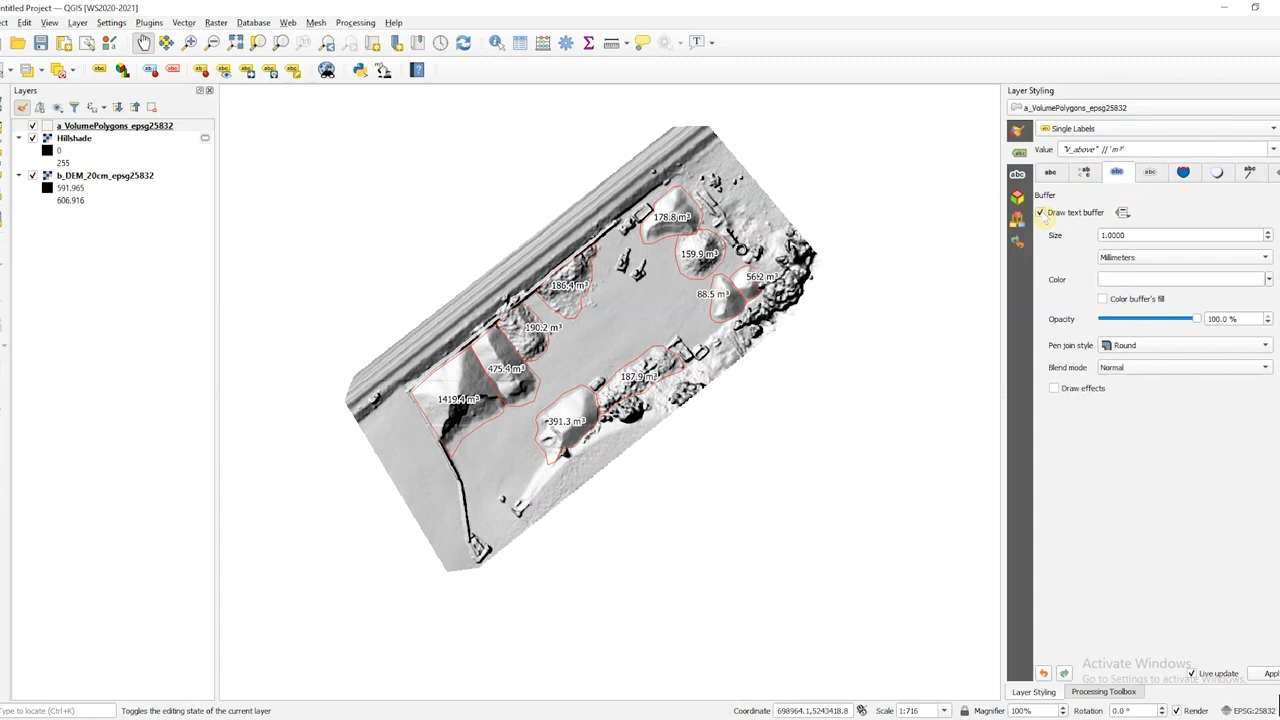 ntitled Project — QGIS [WS2020-2021]
ect Edit View Layer Settings Plugins Vector Raster Database Web Mesh Processing Help
Layers
a_VolumePolygons_epsg25832
Hillshade
0
255
b_DEM_20cm_epsg25832
591.965
606.916
178.8 m³
159.9 m³
56.2 m³
186.4 m³
88.5 m³
190.2 m³
475.4 m³
187.9 m³
1419.4 m³
391.3 m³
Layer Styling
a_VolumePolygons_epsg25832
Single Labels
Value "V_above" || ' m³'
Buffer
Draw text buffer
Size 1.0000
Millimeters
Color
Color buffer's fill
Opacity 100.0 %
Pen join style Round
Blend mode Normal
Draw effects
Activate Windows
Go to Settings to activate Windows.
Live update Appl
Layer Styling Processing Toolbox
Type to locate (Ctrl+K) Toggles the editing state of the current layer Coordinate 698964.1,5243418.8 Scale 1:716 Magnifier 100% Rotation 0.0 ° Render EPSG:25832